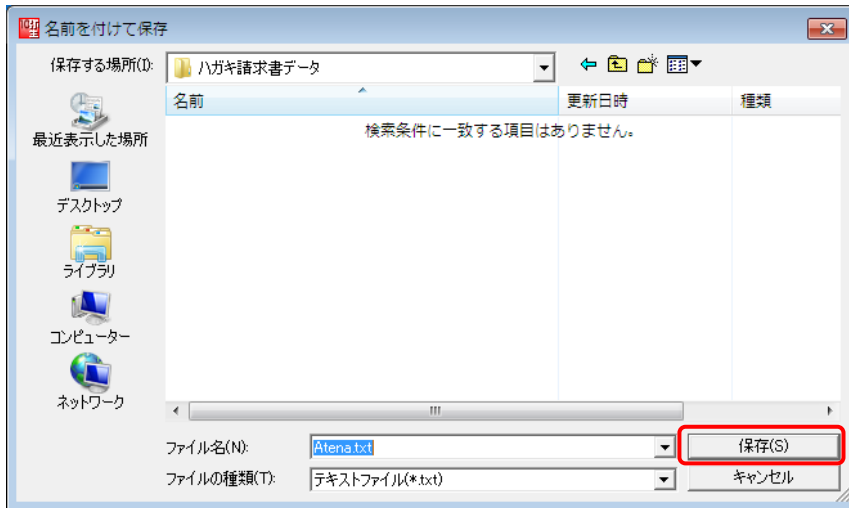 名前を付けて保存
保存する場所(I):
ハガキ請求書データ
名前
更新日時
種類
検索条件に一致する項目はありません。
最近表示した場所
デスクトップ
ライブラリ
コンピューター
ネットワーク
ファイル名(N):
Atena.txt
保存(S)
ファイルの種類(T):
テキストファイル(*.txt)
キャンセル